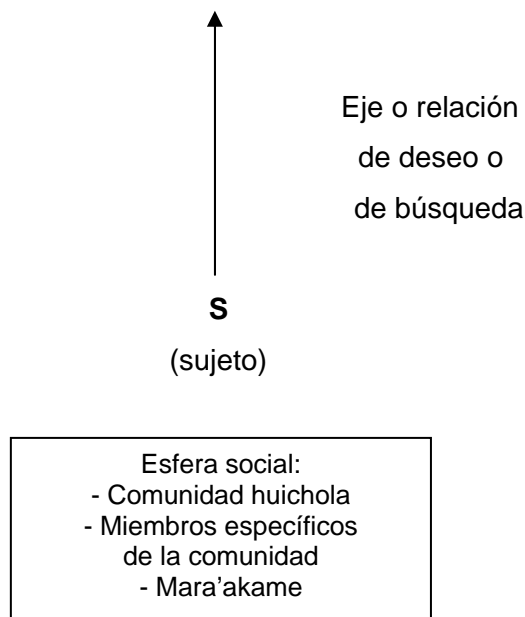 Eje o relación
de deseo o
de búsqueda
S
(sujeto)
Esfera social:
- Comunidad huichola
- Miembros específicos
de la comunidad
- Mara’akame